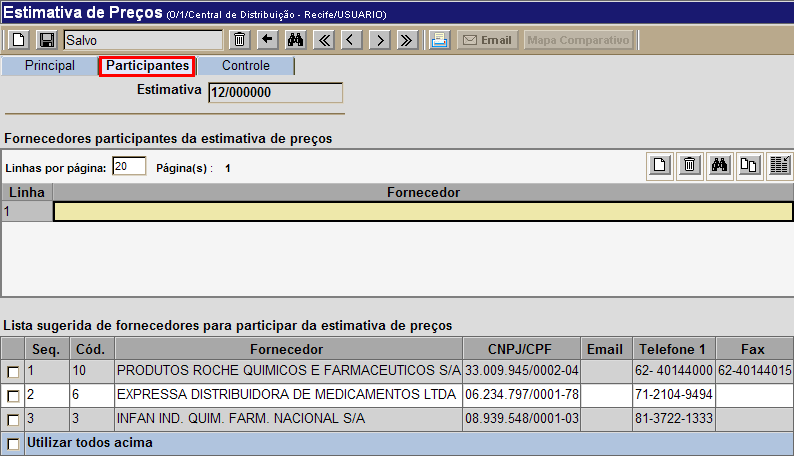 Estimativa de Preços (0/1/Central de Distribuição - Recife/USUARIO)
Salvo Email Mapa Comparativo
Principal Participantes Controle
Estimativa 12/000000
Fornecedores participantes da estimativa de preços
Linhas por página: 20 Página(s) : 1
Linha Fornecedor
1
Lista sugerida de fornecedores para participar da estimativa de preços
Seq. Cód. Fornecedor CNPJ/CPF Email Telefone 1 Fax
1 10 PRODUTOS ROCHE QUIMICOS E FARMACEUTICOS S/A 33.009.945/0002-04 62- 40144000 62-40144015
2 6 EXPRESSA DISTRIBUIDORA DE MEDICAMENTOS LTDA 06.234.797/0001-78 71-2104-9494
3 3 INFAN IND. QUIM. FARM. NACIONAL S/A 08.939.548/0001-03 81-3722-1333
Utilizar todos acima